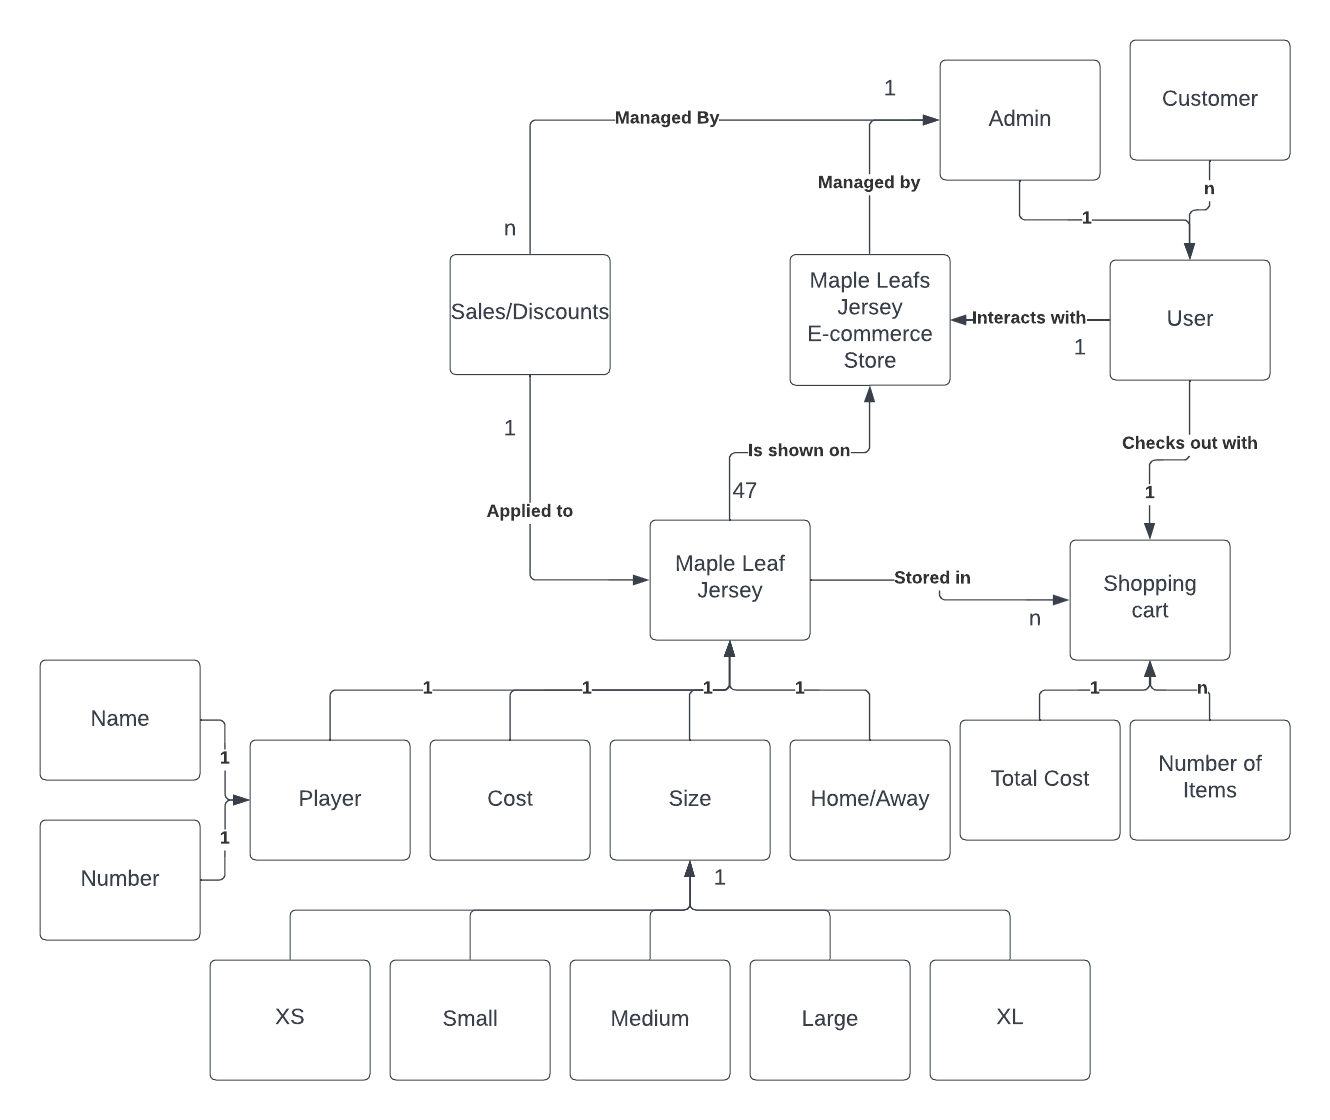 1
Managed By
Admin
Customer
Managed by
n
1
n
Sales/Discounts
Maple Leafs
Jersey
E-commerce
Store
Interacts with
User
1
1
Is shown on
Checks out with
47
1
Applied to
Maple Leaf
Jersey
Stored in
Shopping
cart
n
1
1
1
1
1
n
Name
1
Player
Cost
Size
Home/Away
Total Cost
Number of
Items
1
Number
1
XS
Small
Medium
Large
XL